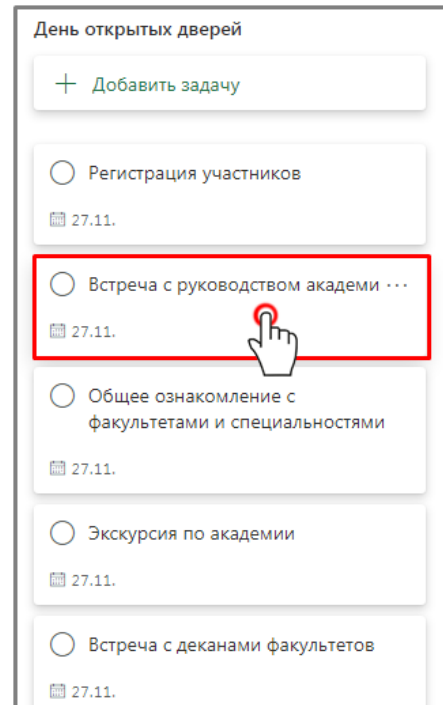 День открытых дверей
+ Добавить задачу
Регистрация участников
27.11.
Встреча с руководством академи ...
27.11.
Общее ознакомление с
факультетами и специальностями
27.11.
Экскурсия по академии
27.11.
Встреча с деканами факультетов
27.11.